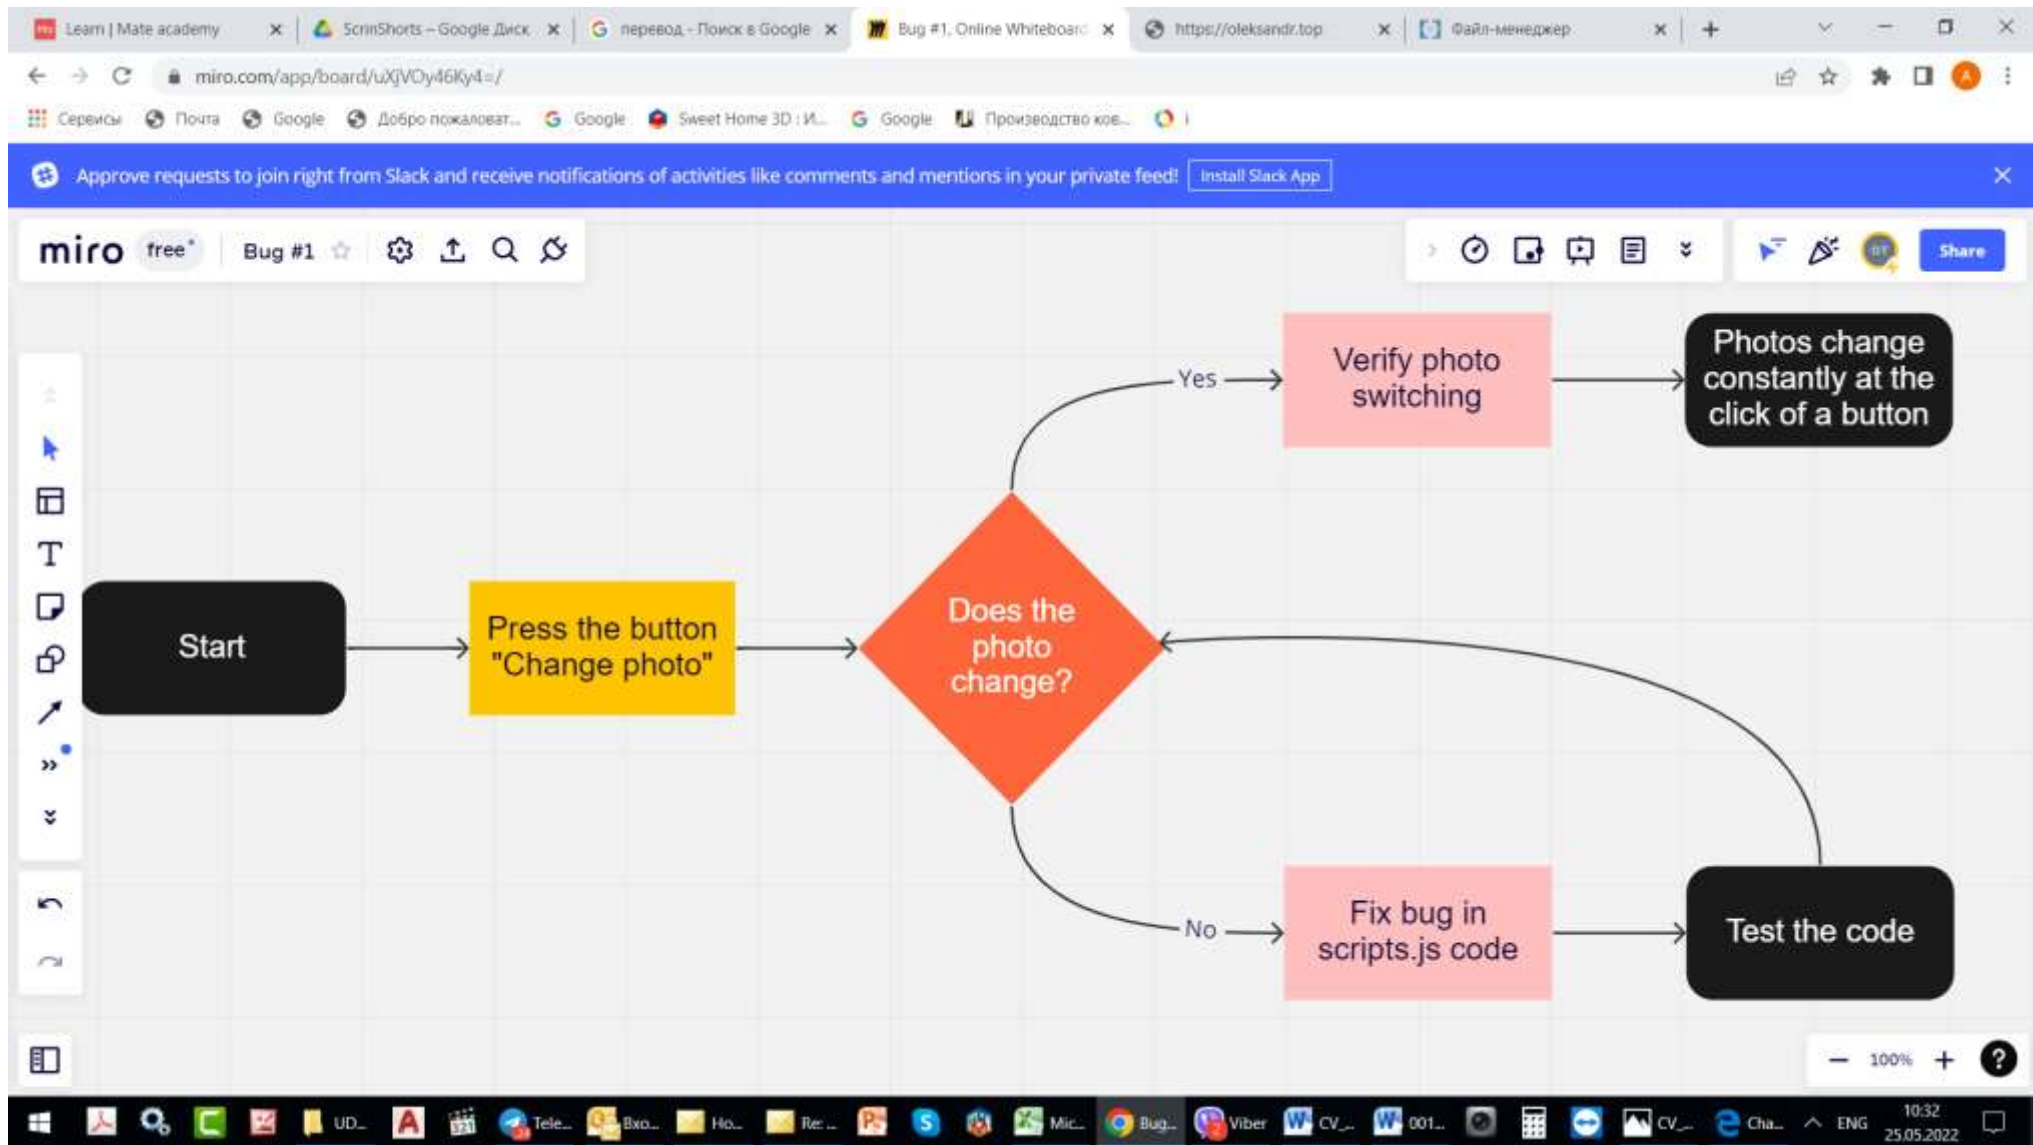 Learn | Mate academy
ScrinShorts – Google Диск
перевод - Поиск в Google
Bug #1, Online Whiteboard
https://oleksandr.top
Файл-менеджер
miro.com/app/board/uXjVOy46Ky4=/
Сервисы
Почта
Google
Добро пожаловат...
Google
Sweet Home 3D : И...
Google
Производство ков...
i
Approve requests to join right from Slack and receive notifications of activities like comments and mentions in your private feed!
Install Slack App
miro
free
Bug #1
Share
Yes
Verify photo
switching
Photos change
constantly at the
click of a button
Start
Press the button
"Change photo"
Does the
photo
change?
No
Fix bug in
scripts.js code
Test the code
100%
UD...
Tele...
Вхо...
Но...
Re: ...
Mic...
Bug...
Viber
CV_...
001...
CV_...
Cha...
ENG
10:32
25.05.2022